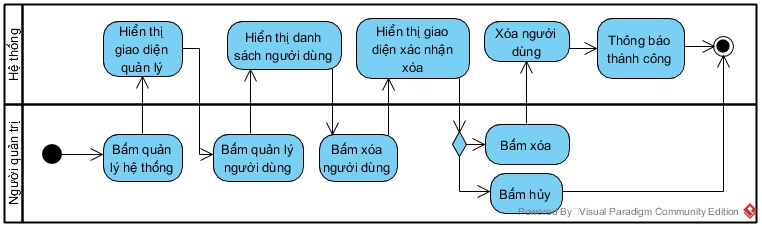 Hệ thống
Hiển thị
giao diện
quản lý
Hiển thị danh
sách người dùng
Hiển thị giao
diện xác nhận
xóa
Xóa người
dùng
Thông báo
thành công
Người quản trị
Bấm quản
lý hệ thống
Bấm quản lý
người dùng
Bấm xóa
người dùng
Bấm xóa
Bấm hủy
Powered By Visual Paradigm Community Edition